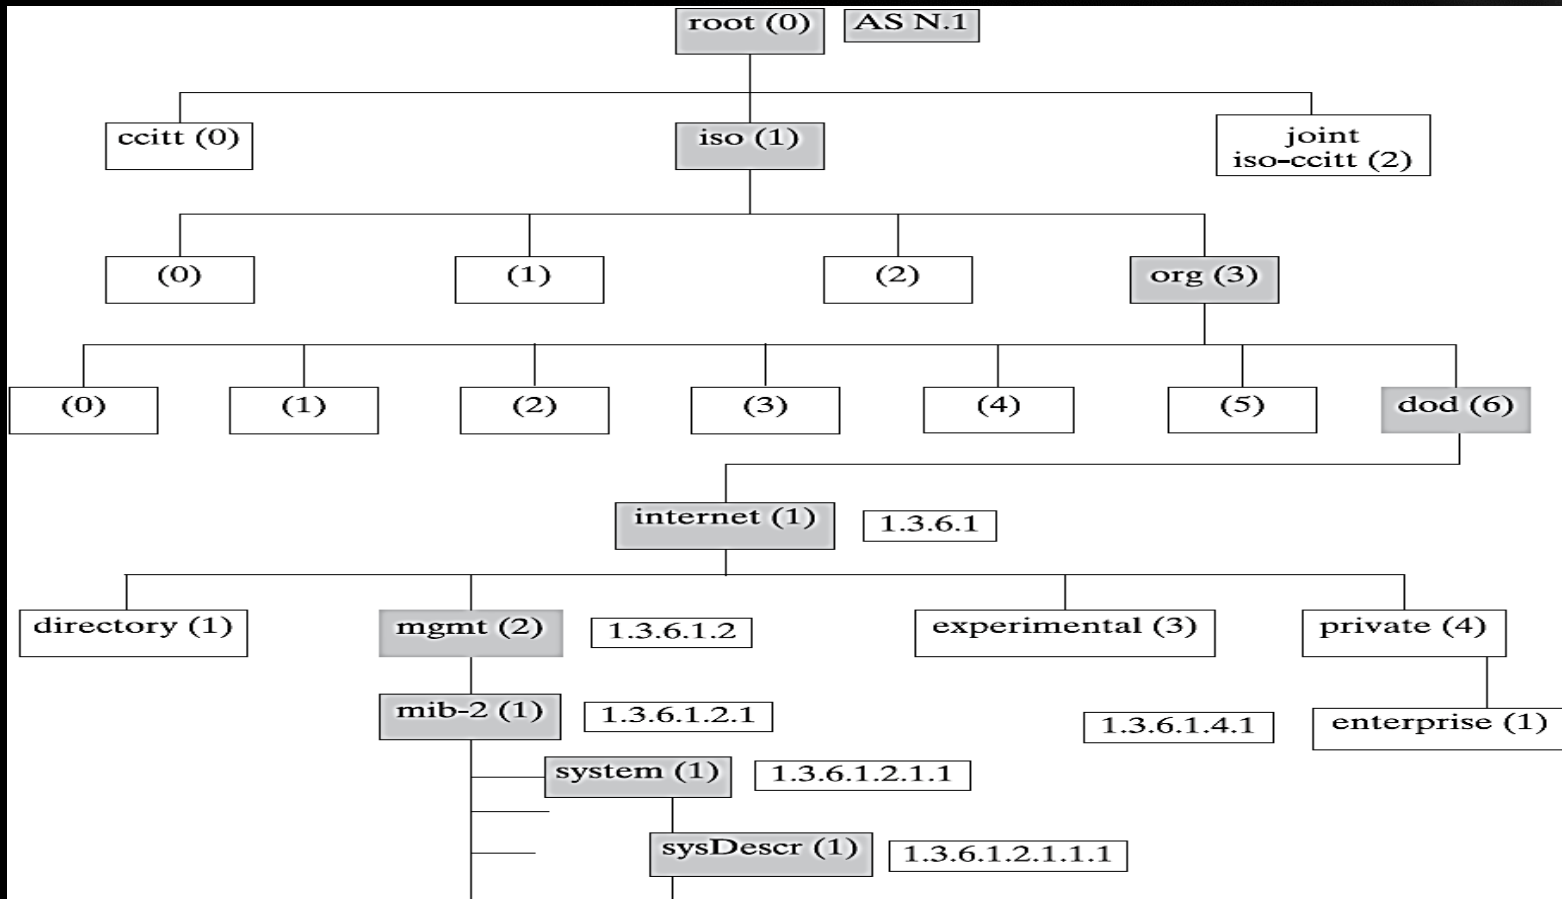 root (0)
AS N.1
ccitt (0)
iso (1)
joint
iso-ccitt (2)
(0)
(1)
(2)
org (3)
(0)
(1)
(2)
(3)
(4)
(5)
dod (6)
internet (1)
1.3.6.1
directory (1)
mgmt (2)
1.3.6.1.2
experimental (3)
private (4)
mib-2 (1)
1.3.6.1.2.1
1.3.6.1.4.1
enterprise (1)
system (1)
1.3.6.1.2.1.1
sysDescr (1)
1.3.6.1.2.1.1.1